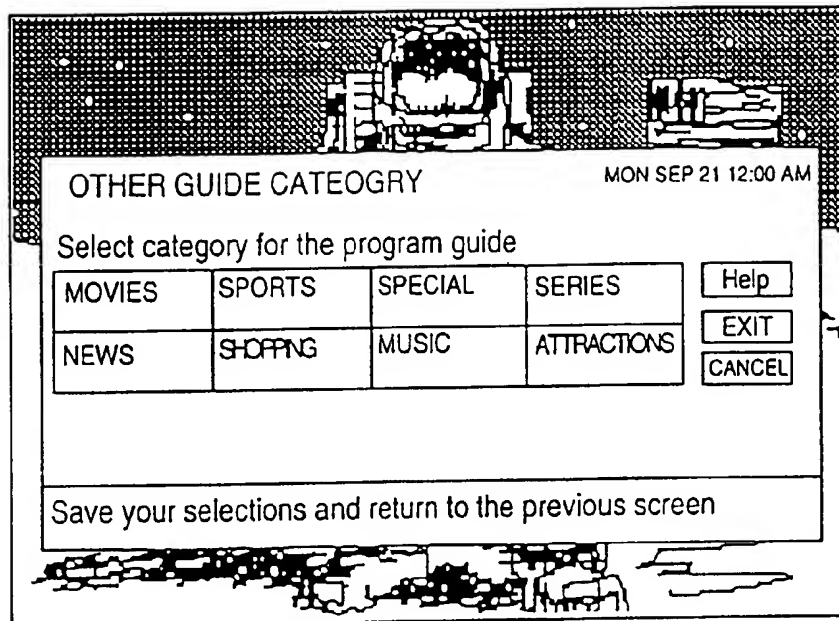 OTHER GUIDE CATEOGRY MON SEP 21 12:00 AM
Select category for the program guide
MOVIES SPORTS SPECIAL SERIES Help
NEWS SHOPPING MUSIC ATTRACTIONS EXIT
CANCEL
Save your selections and return to the previous screen